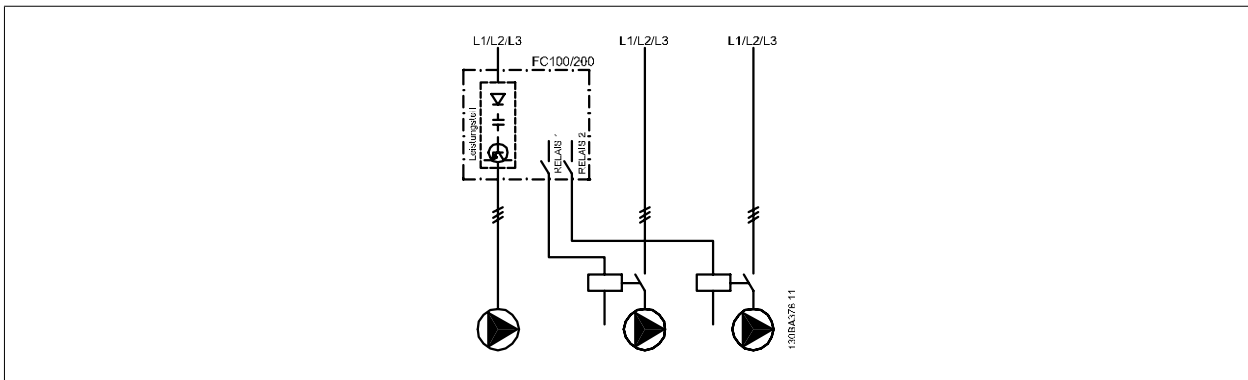 L1/L2/L3
L1/L2/L3
L1/L2/L3
FC100/200
Leistungsteil
RELAIS 1
RELAIS 2
130BA376.11